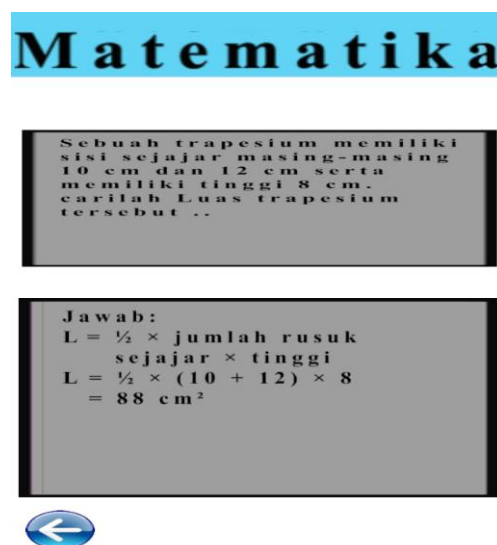 Matematika
Sebuah trapesium memiliki
sisi sejajar masing-masing
10 cm dan 12 cm serta
memiliki tinggi 8 cm.
carilah Luas trapesium
tersebut ..
Jawab:
L = ½ × jumlah rusuk
sejajar × tinggi
L = ½ × (10 + 12) × 8
= 88 cm²